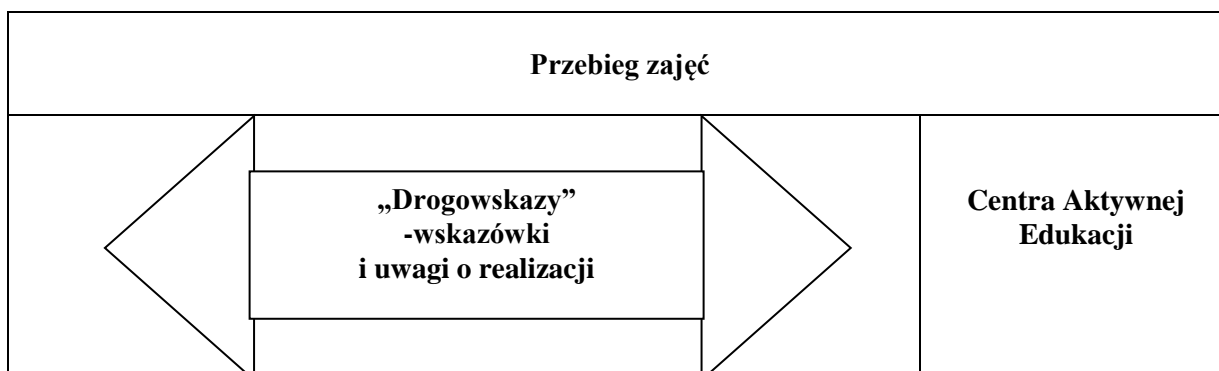 Przebieg zajęć
„Drogowskazy”
-wskazówki
i uwagi o realizacji
Centra Aktywnej
Edukacji